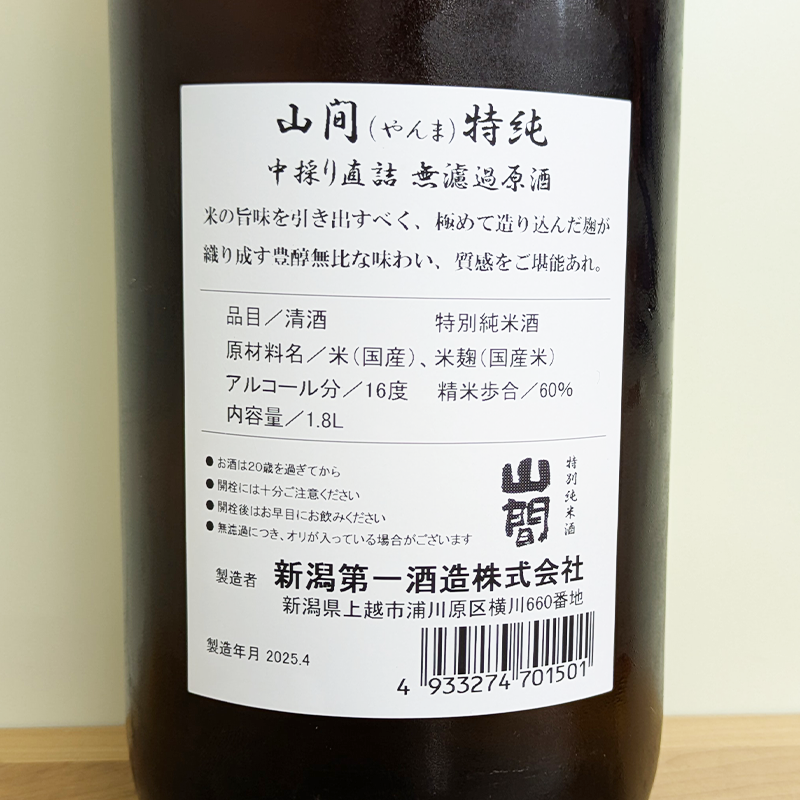 山間(やんま)特純
中採り直詰 無濾過原酒
米の旨味を引き出すべく、極めて造り込んだ麹が
織り成す豊醇無比な味わい、質感をご堪能あれ。
品目/清酒 特別純米酒
原材料名/米(国産)、米麹(国産米)
アルコール分/16度 精米歩合/60%
内容量/1.8L
●お酒は20歳を過ぎてから
●開栓には十分ご注意ください
●開栓後はお早目にお飲みください
●無濾過につき、オリが入っている場合がございます
山間
特別純米酒
製造者 新潟第一酒造株式会社
新潟県上越市浦川原区横川660番地
製造年月 2025.4
4 933274 701501